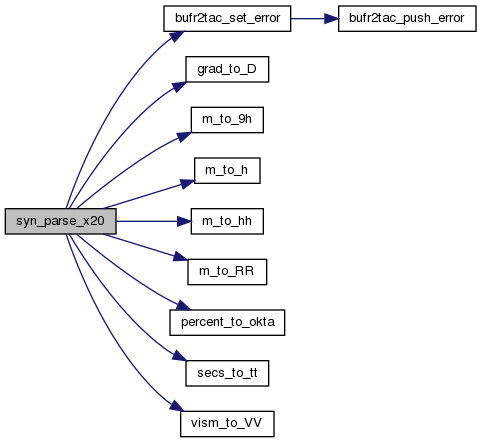 bufr2tac_set_error
bufr2tac_push_error
grad_to_D
m_to_9h
m_to_h
syn_parse_x20
m_to_hh
m_to_RR
percent_to_okta
secs_to_tt
vism_to_VV